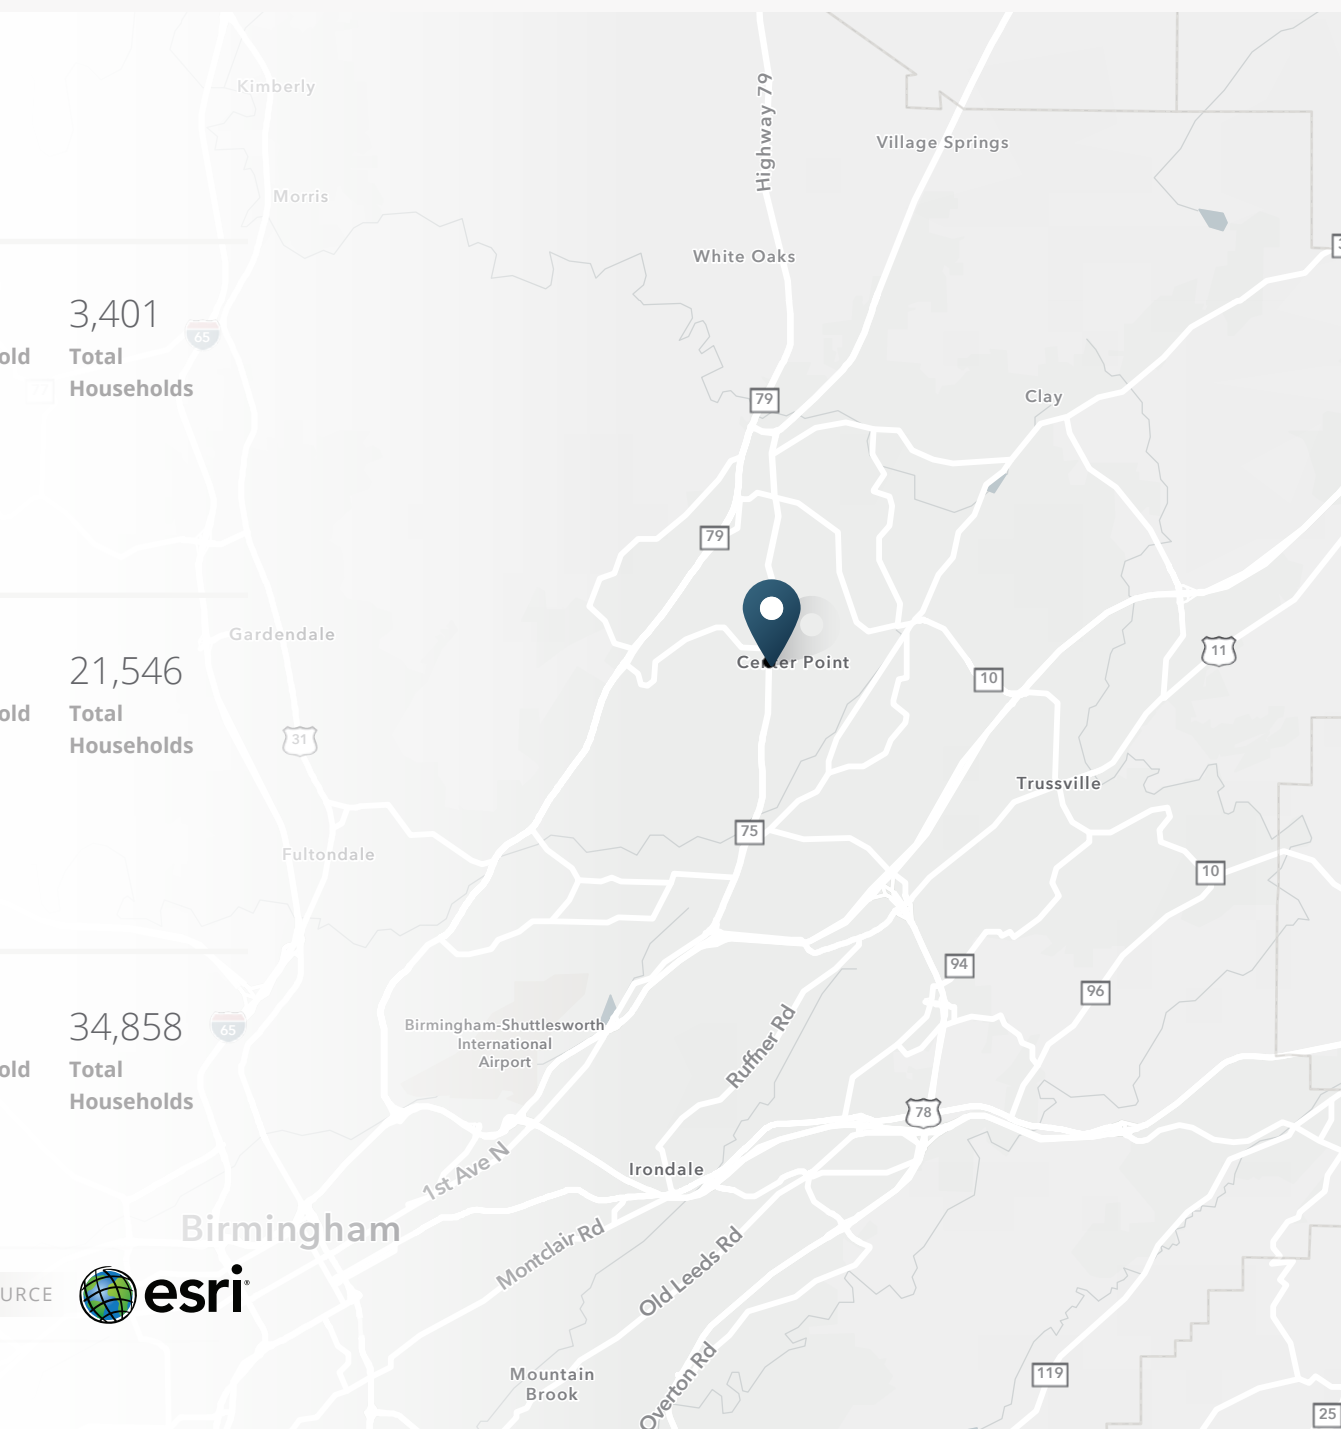 Kimberly
Highway 79
Village Springs
Morris
White Oaks
3,401
65
old
Total
Households
79
Clay
79
Gardendale
21,546
Center Point
11
10
old
Total
Households
31
Trussville
75
Fultondale
10
94
96
34,858
65
Birmingham-Shuttlesworth
International
Airport
Ruffner Rd
old
Total
Households
78
1st Ave N
Irondale
Birmingham
Montclair Rd
Old Leeds Rd
URCE
esri
Mountain
Brook
Overton Rd
119
25